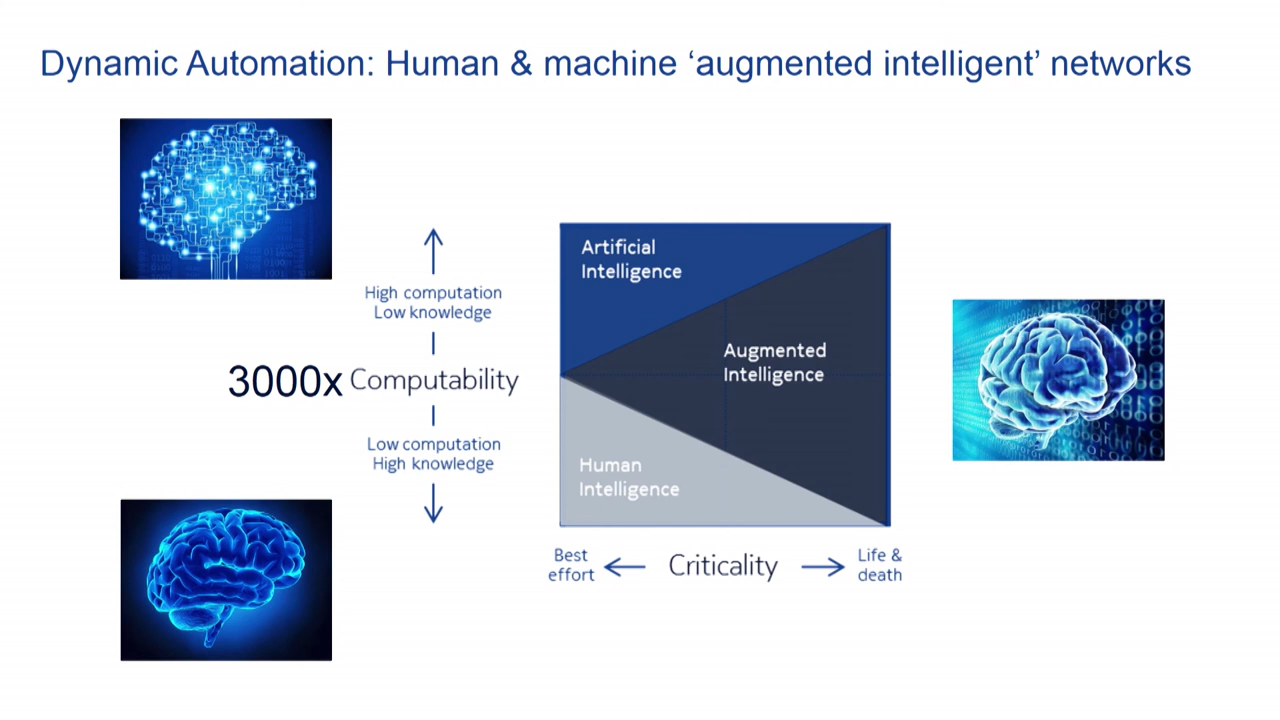 Dynamic Automation: Human & machine ‘augmented intelligent’ networks
Artificial
Intelligence
High computation
Low knowledge
Augmented
Intelligence
3000x Computability
Low computation
High knowledge
Human
Intelligence
Best
effort
Criticality
Life &
death